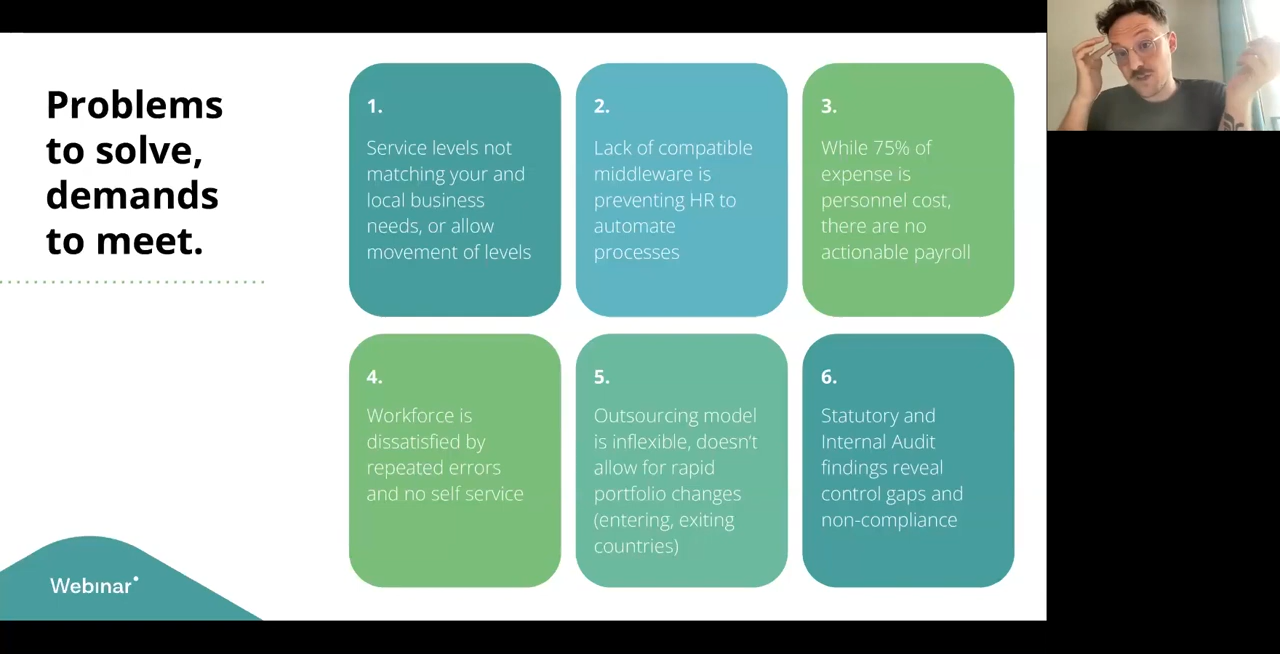 Problems
to solve,
demands
to meet.
1.
Service levels not
matching your and
local business
needs, or allow
movement of levels
2.
Lack of compatible
middleware is
preventing HR to
automate
processes
3.
While 75% of
expense is
personnel cost,
there are no
actionable payroll
4.
Workforce is
dissatisfied by
repeated errors
and no self service
5.
Outsourcing model
is inflexible, doesn't
allow for rapid
portfolio changes
(entering, exiting
countries)
6.
Statutory and
Internal Audit
findings reveal
control gaps and
non-compliance
Webinar